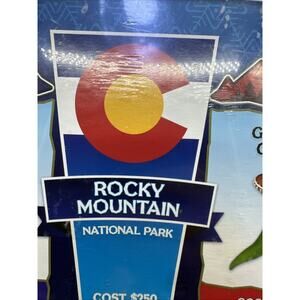 ROCKY
MOUNTAIN
NATIONAL PARK
COST $250